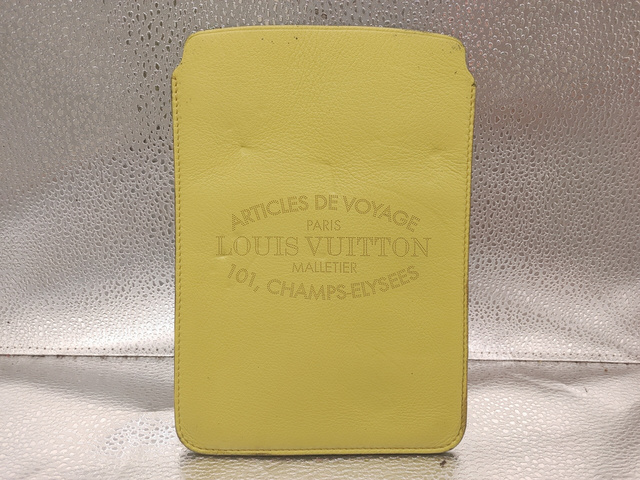 ARTICLES DE VOYAGE
PARIS
LOUIS VUITTON
MALLETIER
101, CHAMPS-ELYSEES